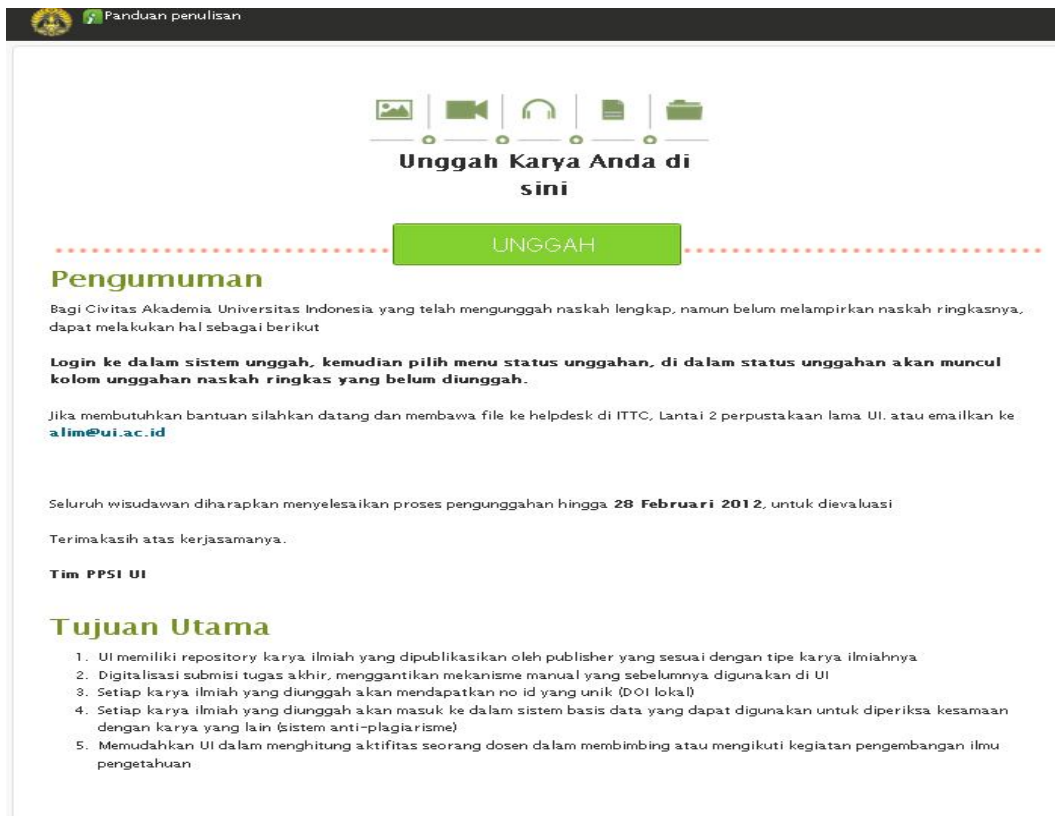 Panduan penulisan
Unggah Karya Anda di
sini
UNGGAH
Pengumuman
Bagi Civitas Akademia Universitas Indonesia yang telah mengunggah naskah lengkap, namun belum melampirkan naskah ringkasnya,
dapat melakukan hal sebagai berikut
Login ke dalam sistem unggah, kemudian pilih menu status unggahan, di dalam status unggahan akan muncul
kolom unggahan naskah ringkas yang belum diunggah.
Jika membutuhkan bantuan silahkan datang dan membawa file ke helpdesk di ITTC, Lantai 2 perpustakaan lama UI. atau emailkan ke
alim@ui.ac.id
Seluruh wisudawan diharapkan menyelesaikan proses pengunggahan hingga 28 Februari 2012, untuk dievaluasi
Terimakasih atas kerjasamanya.
Tim PPSI UI
Tujuan Utama
1. UI memiliki repository karya ilmiah yang dipublikasikan oleh publisher yang sesuai dengan tipe karya ilmiahnya
2. Digitalisasi submisi tugas akhir, menggantikan mekanisme manual yang sebelumnya digunakan di UI
3. Setiap karya ilmiah yang diunggah akan mendapatkan no id yang unik (DOI lokal)
4. Setiap karya ilmiah yang diunggah akan masuk ke dalam sistem basis data yang dapat digunakan untuk diperiksa kesamaan
dengan karya yang lain (sistem anti-plagiarisme)
5. Memudahkan UI dalam menghitung aktifitas seorang dosen dalam membimbing atau mengikuti kegiatan pengembangan ilmu
pengetahuan